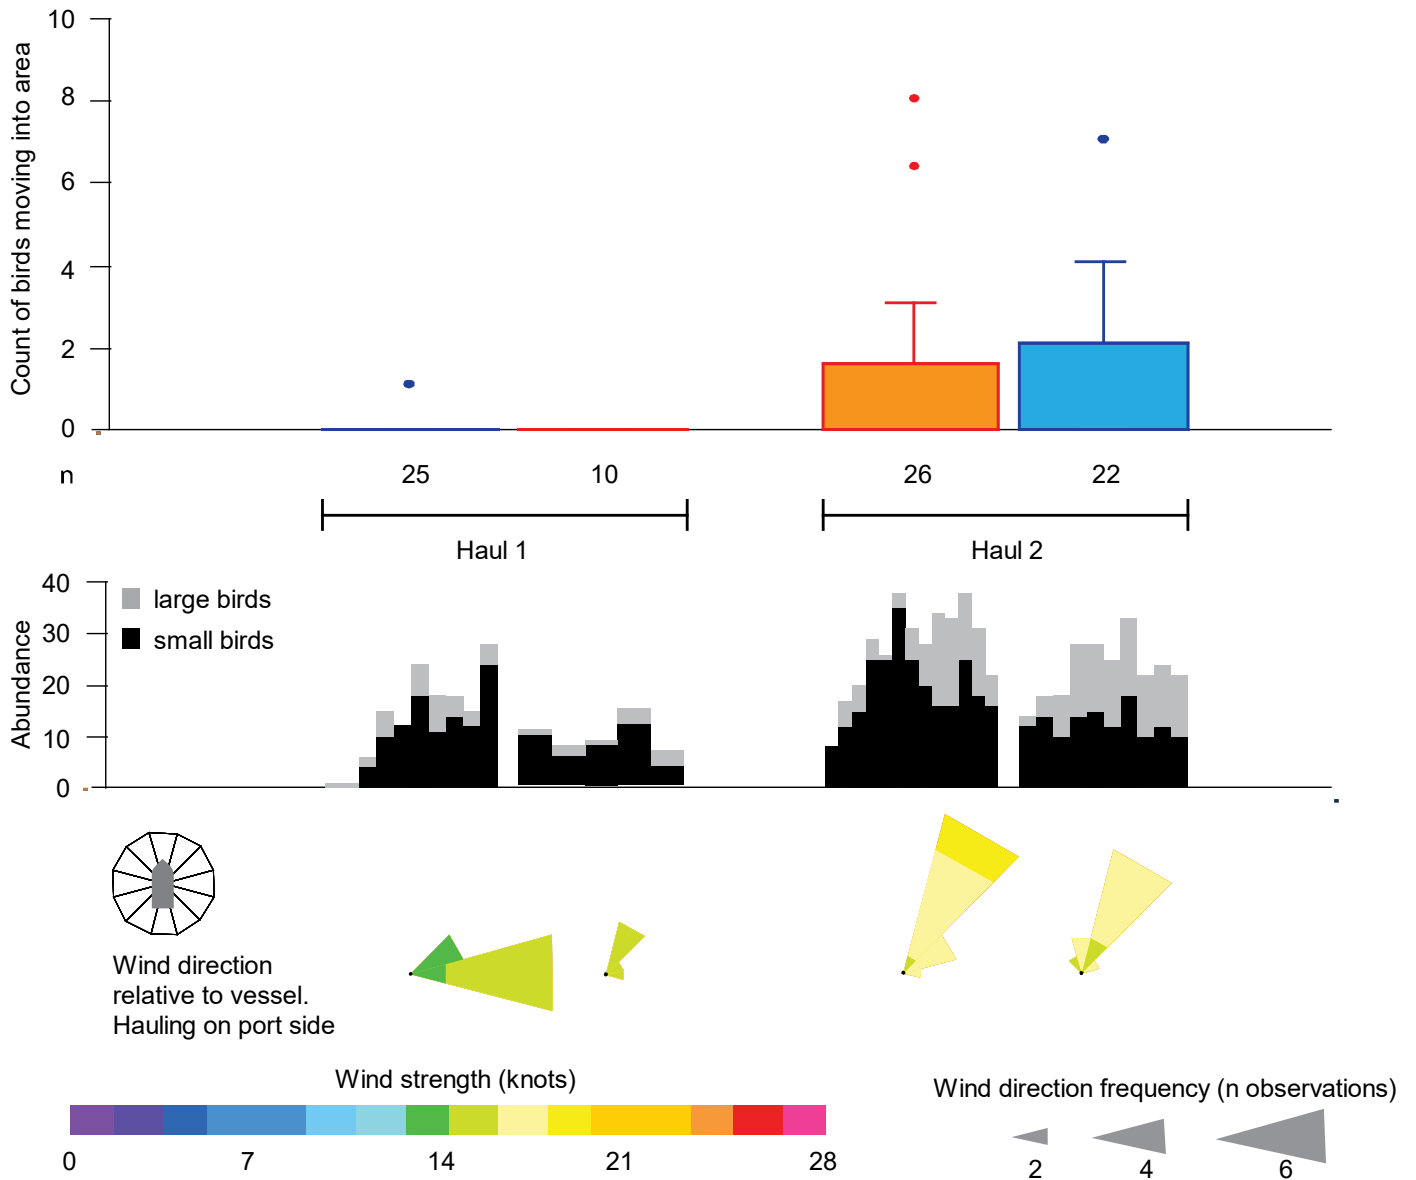 Count of birds moving into area
10
8
6
4
2
0
n 25 10 26 22
Haul 1 Haul 2
Abundance
40
30
20
10
0
large birds
small birds
Wind direction
relative to vessel.
Hauling on port side
Wind strength (knots)
0 7 14 21 28
Wind direction frequency (n observations)
2 4 6